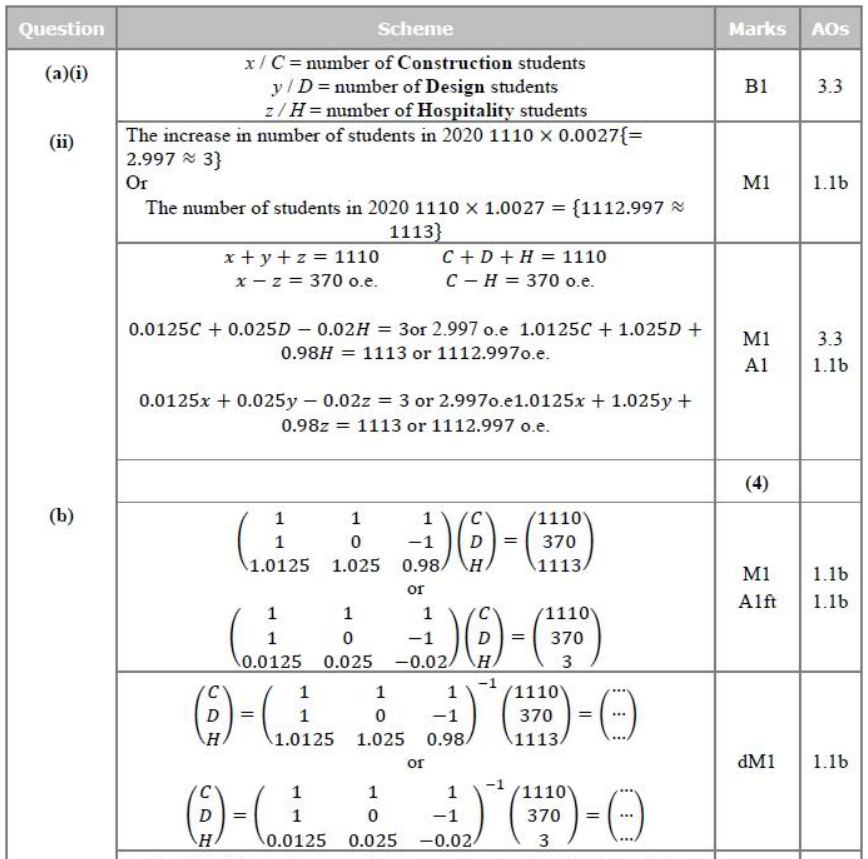 Question Scheme Marks AOs
(a)(i) x / C = number of Construction students
y / D = number of Design students B1 3.3
z / H = number of Hospitality students
(ii) The increase in number of students in 2020 1110 × 0.0027{=
2.997 ≈ 3}
Or M1 1.1b
The number of students in 2020 1110 × 1.0027 = {1112.997 ≈
1113}
x + y + z = 1110 C + D + H = 1110
x − z = 370 o.e. C − H = 370 o.e.
0.0125C + 0.025D − 0.02H = 3or 2.997 o.e 1.0125C + 1.025D + M1 3.3
0.98H = 1113 or 1112.997o.e. A1 1.1b
0.0125x + 0.025y − 0.02z = 3 or 2.997o.e1.0125x + 1.025y +
0.98z = 1113 or 1112.997 o.e.
(4)
(b) ( 1 1 1 ) (C) = (1110)
( 1 0 −1 ) (D) = ( 370 )
(1.0125 1.025 0.98) (H) = (1113) M1 1.1b
or A1ft 1.1b
( 1 1 1 ) (C) = (1110)
( 1 0 −1 ) (D) = ( 370 )
(0.0125 0.025 −0.02) (H) = ( 3 )
(C) = ( 1 1 1 )−1 (1110) = (...)
(D) = ( 1 0 −1 ) ( 370 ) = (...)
(H) = (1.0125 1.025 0.98) (1113) = (...)
or dM1 1.1b
(C) = ( 1 1 1 )−1 (1110) = (...)
(D) = ( 1 0 −1 ) ( 370 ) = (...)
(H) = (0.0125 0.025 −0.02) ( 3 ) = (...)